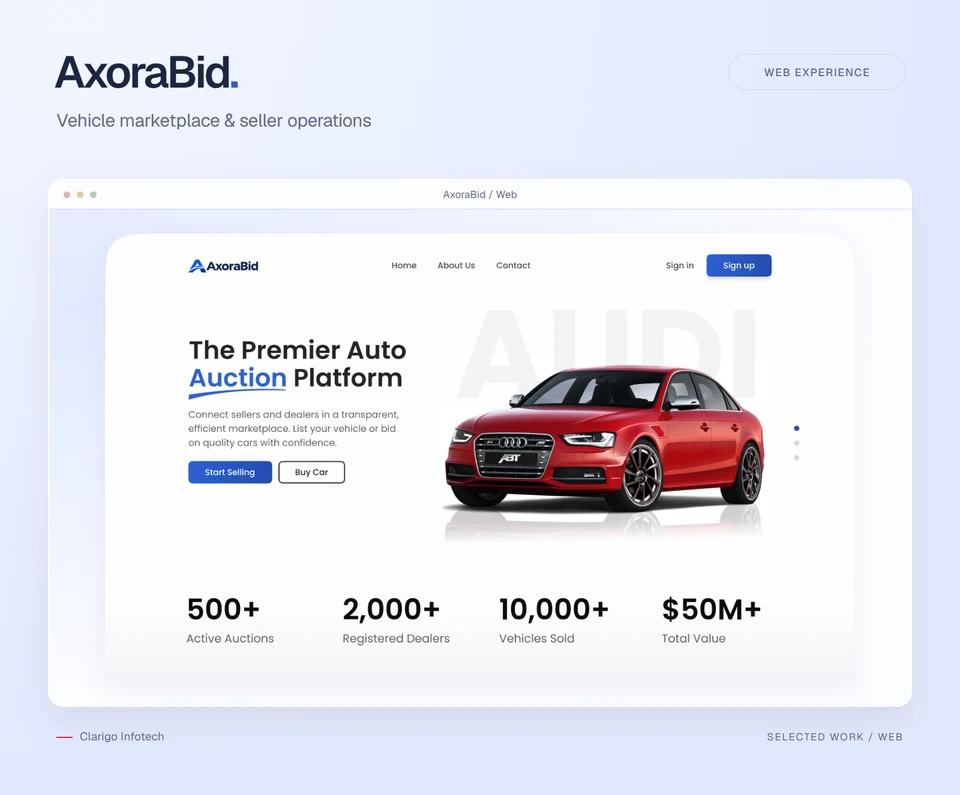 AxoraBid.
WEB EXPERIENCE
Vehicle marketplace & seller operations
AxoraBid / Web
AxoraBid
Home
About Us
Contact
Sign in
Sign up
AUDI
The Premier Auto
Auction Platform
Connect sellers and dealers in a transparent,
efficient marketplace. List your vehicle or bid
on quality cars with confidence.
Start Selling
Buy Car
ABT
500+
Active Auctions
2,000+
Registered Dealers
10,000+
Vehicles Sold
$50M+
Total Value
Clarigo Infotech
SELECTED WORK / WEB